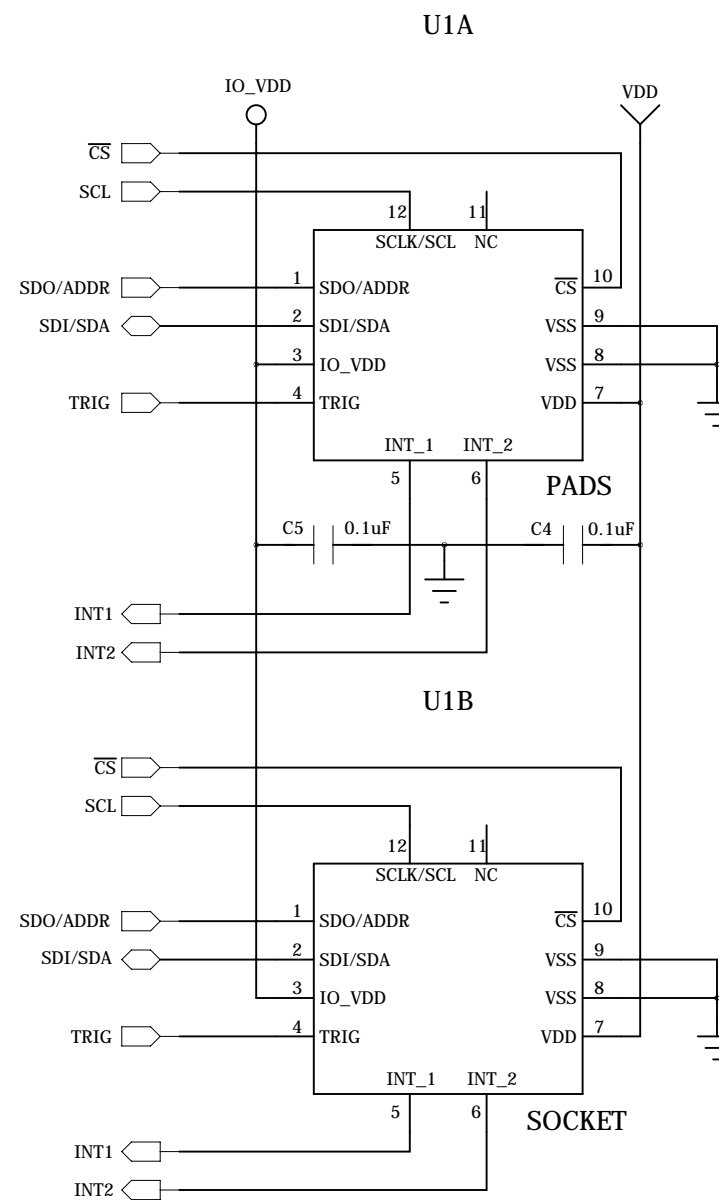 U1A
IO_VDD VDD
C̅S̅
SCL
12 11
SCLK/SCL NC
SDO/ADDR 1 SDO/ADDR C̅S̅ 10
SDI/SDA 2 SDI/SDA VSS 9
3 IO_VDD VSS 8
TRIG 4 TRIG VDD 7
INT_1 INT_2
5 6 PADS
C5 0.1uF C4 0.1uF
INT1
INT2
U1B
C̅S̅
SCL
12 11
SCLK/SCL NC
SDO/ADDR 1 SDO/ADDR C̅S̅ 10
SDI/SDA 2 SDI/SDA VSS 9
3 IO_VDD VSS 8
TRIG 4 TRIG VDD 7
INT_1 INT_2
5 6 SOCKET
INT1
INT2